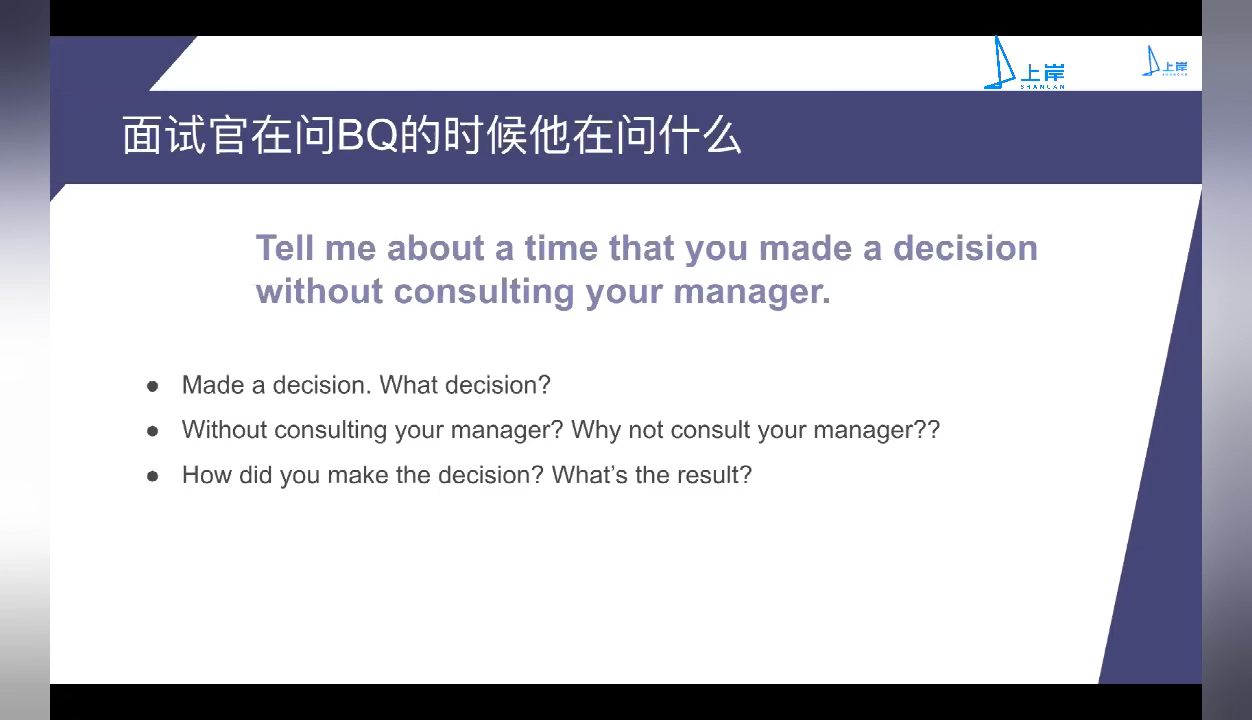 上岸
SHANGAN
上岸
面试官在问BQ的时候他在问什么
Tell me about a time that you made a decision
without consulting your manager.
● Made a decision. What decision?
● Without consulting your manager? Why not consult your manager??
● How did you make the decision? What’s the result?